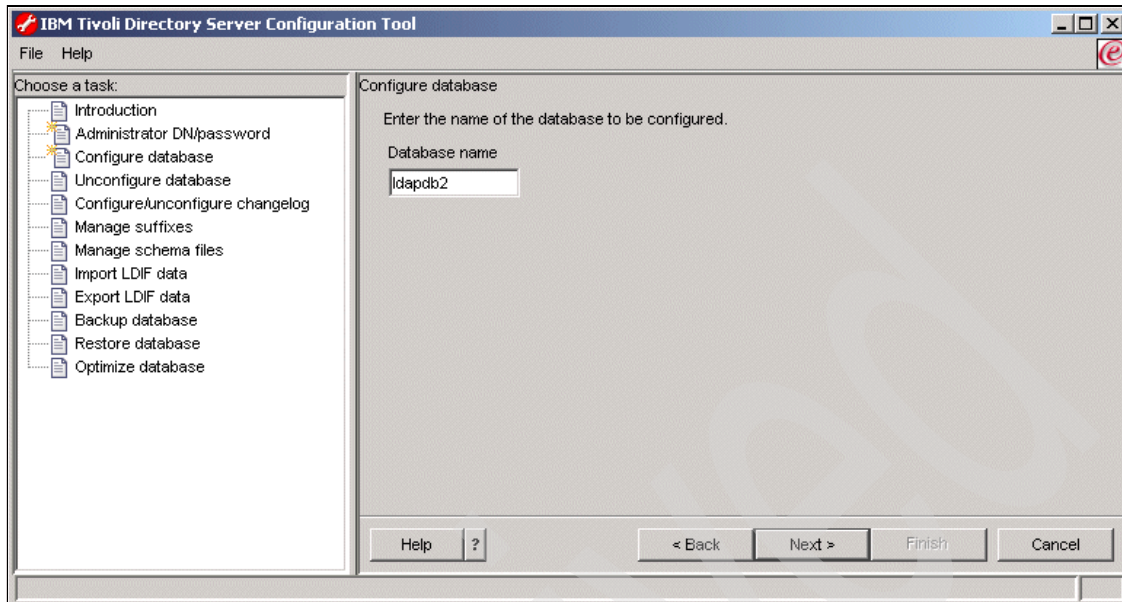 IBM Tivoli Directory Server Configuration Tool
File Help
Choose a task:
Introduction
Administrator DN/password
Configure database
Unconfigure database
Configure/unconfigure changelog
Manage suffixes
Manage schema files
Import LDIF data
Export LDIF data
Backup database
Restore database
Optimize database
Configure database
Enter the name of the database to be configured.
Database name
ldapdb2
Help ? < Back Next > Finish Cancel